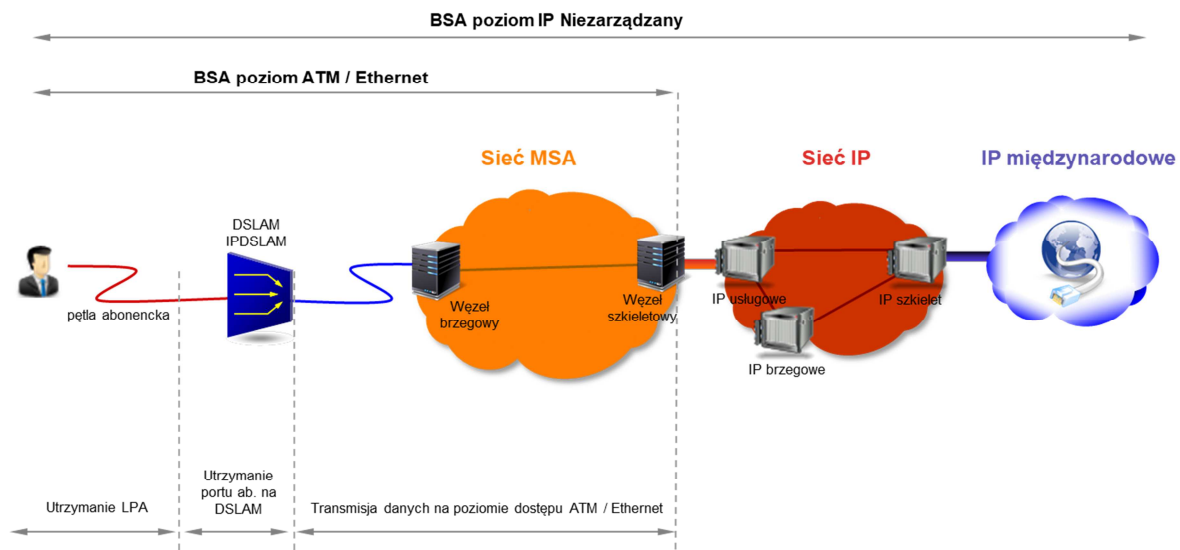 BSA poziom IP Niezarządzany
BSA poziom ATM / Ethernet
Sieć MSA
Sieć IP
IP międzynarodowe
DSLAM
IPDSLAM
pętla abonencka
Węzeł
brzegowy
Węzeł
szkieletowy
IP usługowe
IP szkielet
IP brzegowe
Utrzymanie LPA
Utrzymanie
portu ab. na
DSLAM
Transmisja danych na poziomie dostępu ATM / Ethernet